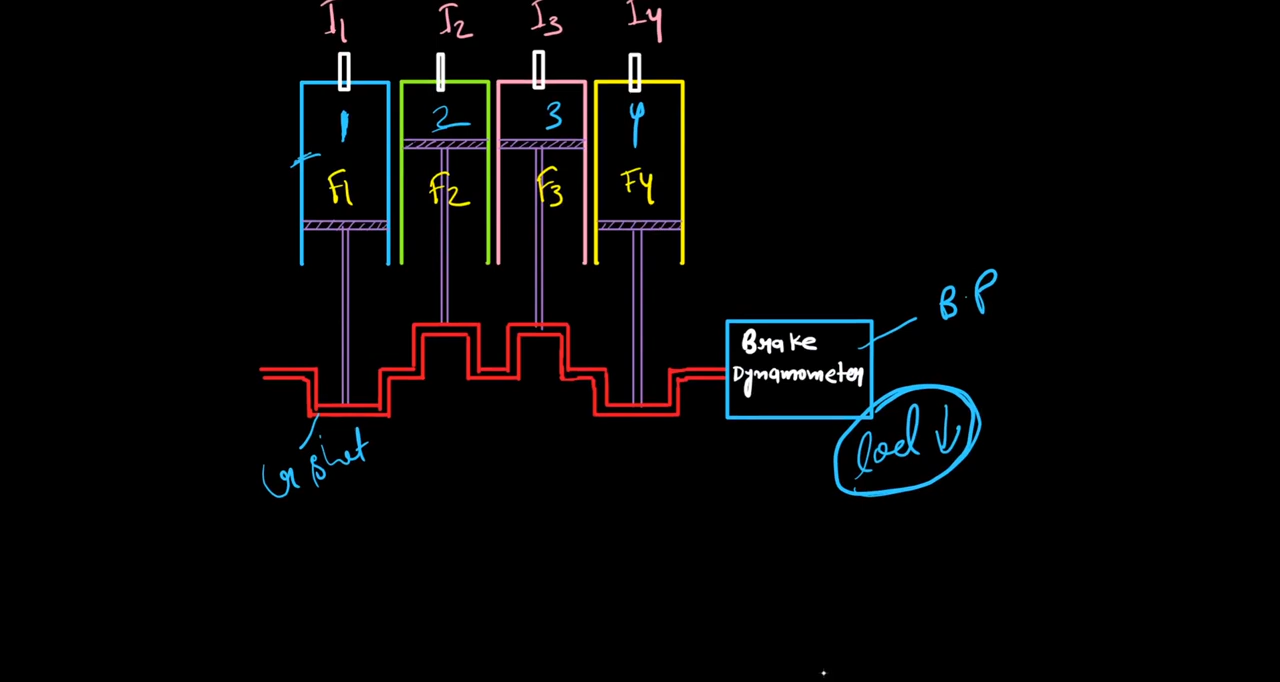 I1 I2 I3 I4
1 2 3 4
F1 F2 F3 F4
B.P
Brake
Dynamometer
load ↓